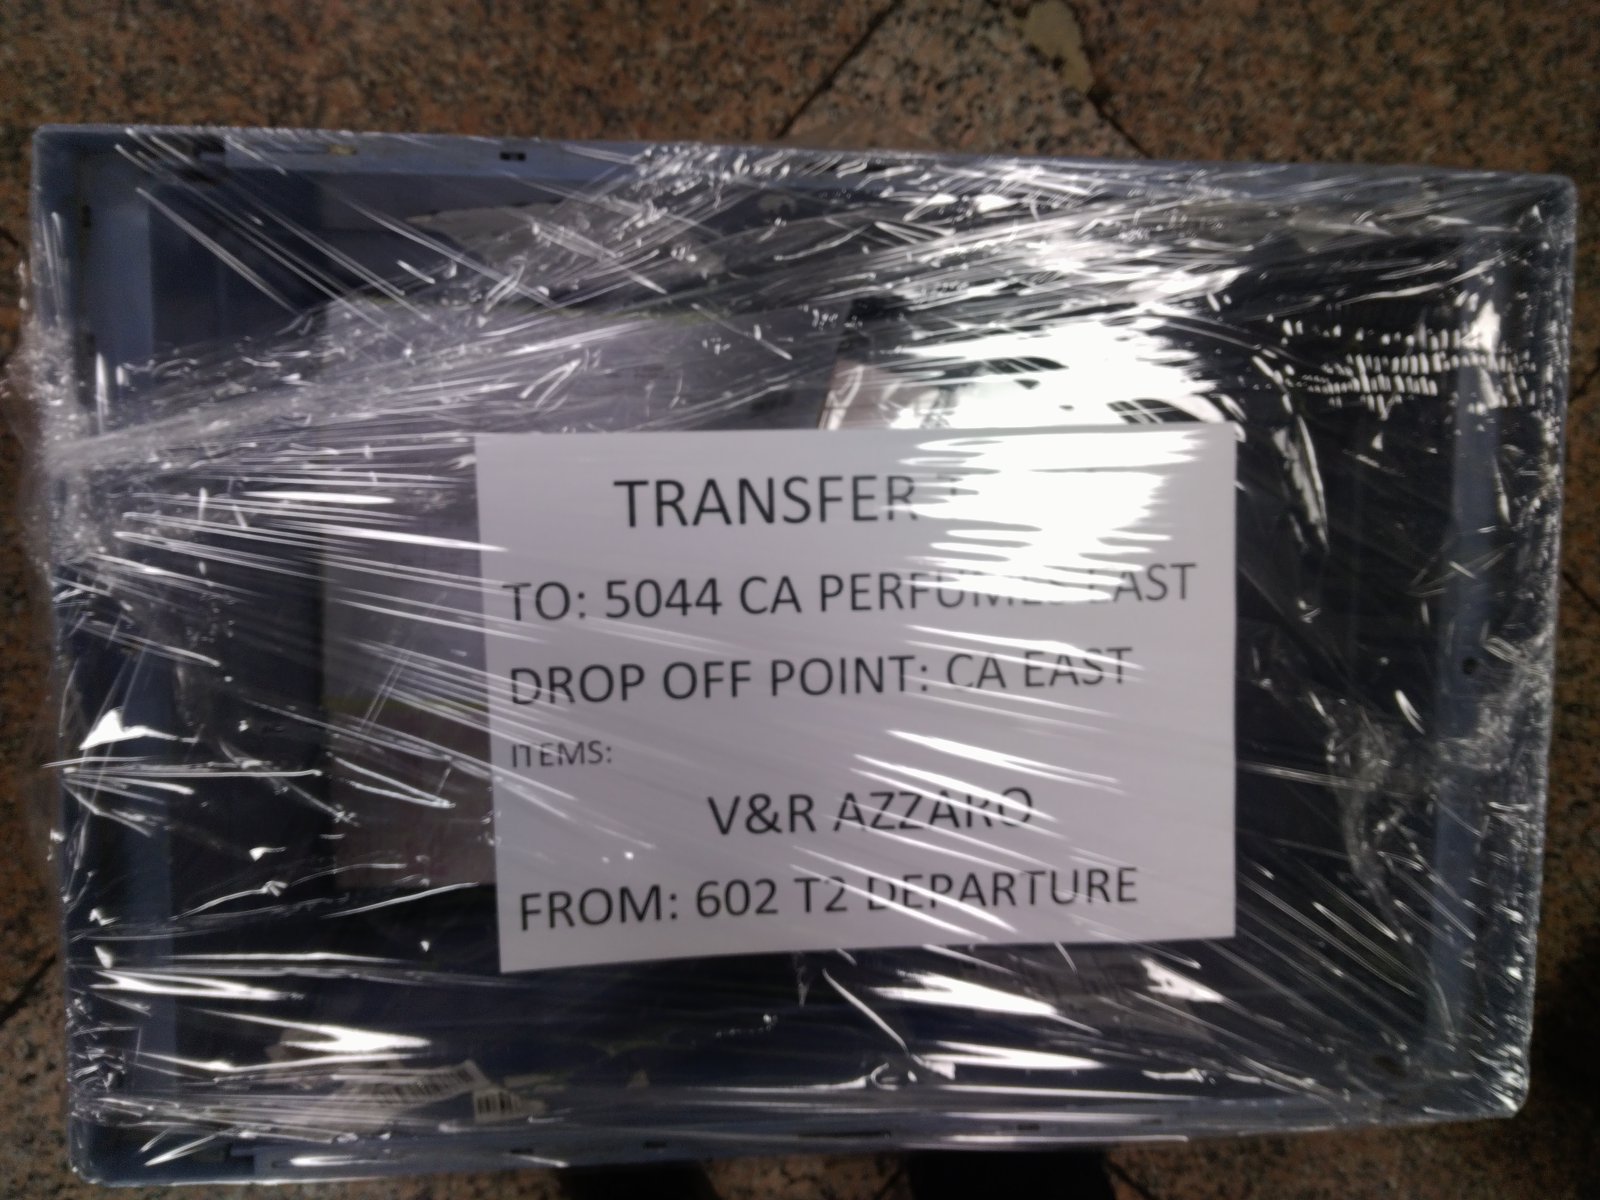 TRANSFER
TO: 5044 CA PERFUMES EAST
DROP OFF POINT: CA EAST
ITEMS:
V&R AZZARO
FROM: 602 T2 DEPARTURE